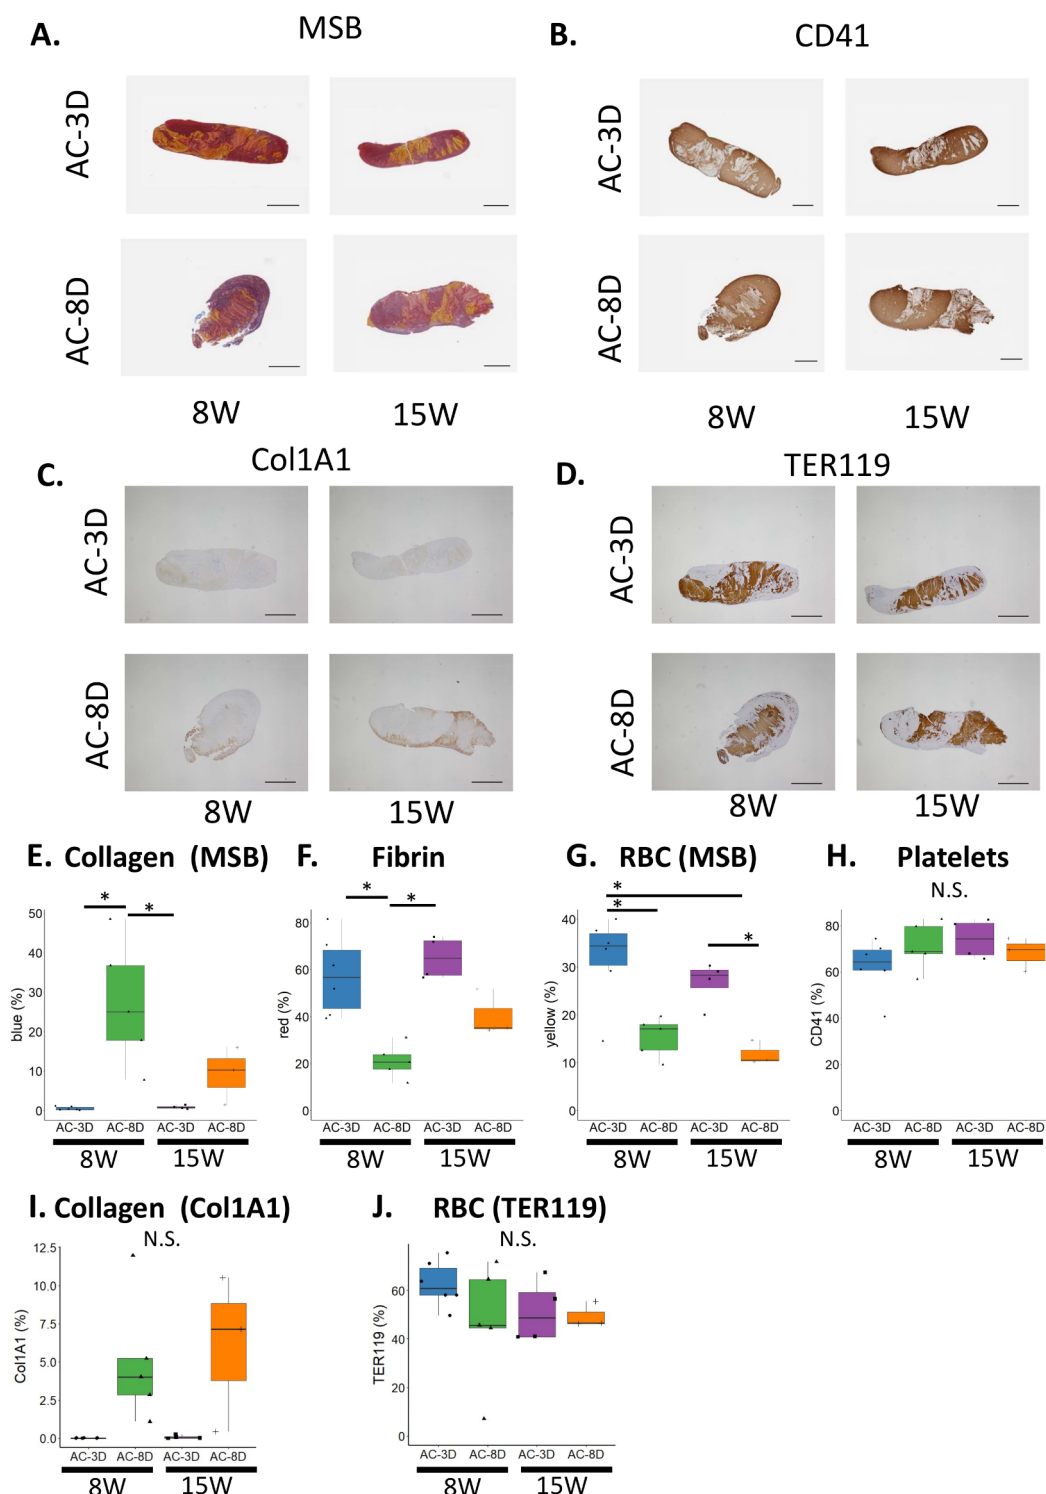 A. MSB
B. CD41
AC-3D
AC-3D
AC-8D
AC-8D
8W 15W
8W 15W
C. Col1A1
D. TER119
AC-3D
AC-3D
AC-8D
AC-8D
8W 15W
8W 15W
E. Collagen (MSB)
*
*
blue (%)
50
40
30
20
10
0
AC-3D AC-8D AC-3D AC-8D
8W 15W
F. Fibrin
*
*
red (%)
80
60
40
20
0
AC-3D AC-8D AC-3D AC-8D
8W 15W
G. RBC (MSB)
*
*
*
yellow (%)
40
30
20
10
0
AC-3D AC-8D AC-3D AC-8D
8W 15W
H. Platelets
N.S.
CD41 (%)
80
60
40
20
0
AC-3D AC-8D AC-3D AC-8D
8W 15W
I. Collagen (Col1A1)
N.S.
Col1A1 (%)
12.5
10.0
7.5
5.0
2.5
0.0
AC-3D AC-8D AC-3D AC-8D
8W 15W
J. RBC (TER119)
N.S.
TER119 (%)
60
40
20
0
AC-3D AC-8D AC-3D AC-8D
8W 15W